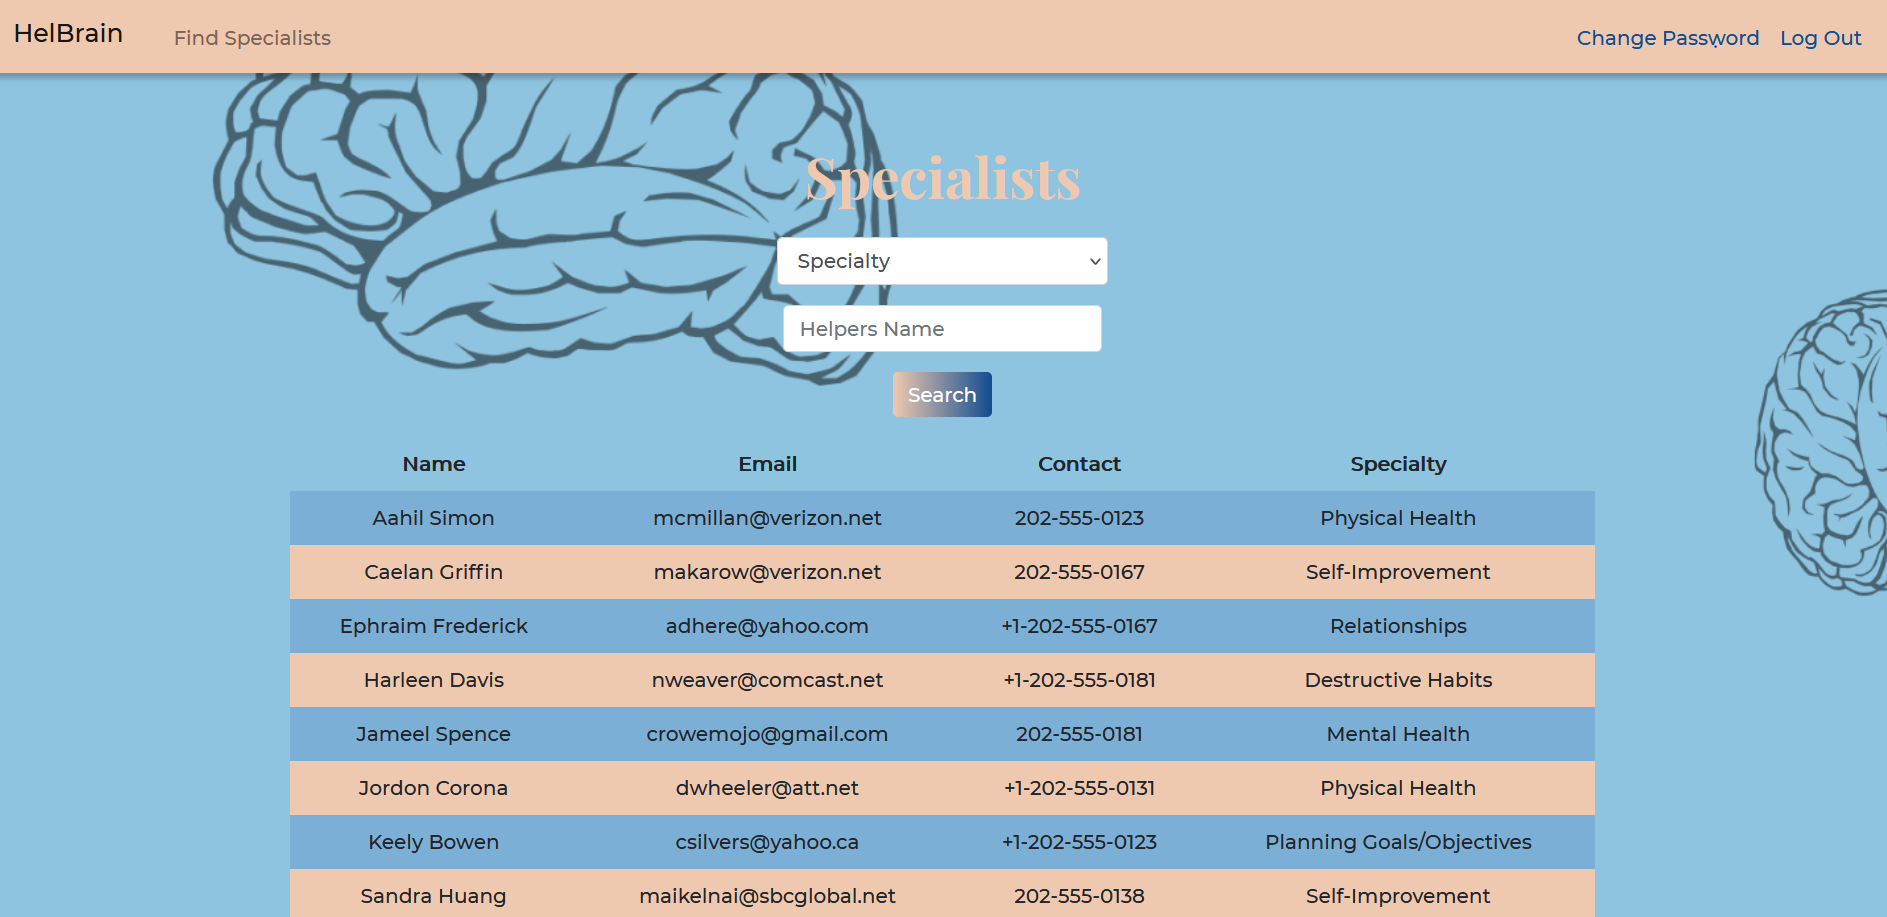 HelBrain Find Specialists Change Password Log Out
Specialists
Specialty
Helpers Name
Search
Name Email Contact Specialty
Aahil Simon mcmillan@verizon.net 202-555-0123 Physical Health
Caelan Griffin makarow@verizon.net 202-555-0167 Self-Improvement
Ephraim Frederick adhere@yahoo.com +1-202-555-0167 Relationships
Harleen Davis nweaver@comcast.net +1-202-555-0181 Destructive Habits
Jameel Spence crowemojo@gmail.com 202-555-0181 Mental Health
Jordon Corona dwheeler@att.net +1-202-555-0131 Physical Health
Keely Bowen csilvers@yahoo.ca +1-202-555-0123 Planning Goals/Objectives
Sandra Huang maikelnai@sbcglobal.net 202-555-0138 Self-Improvement